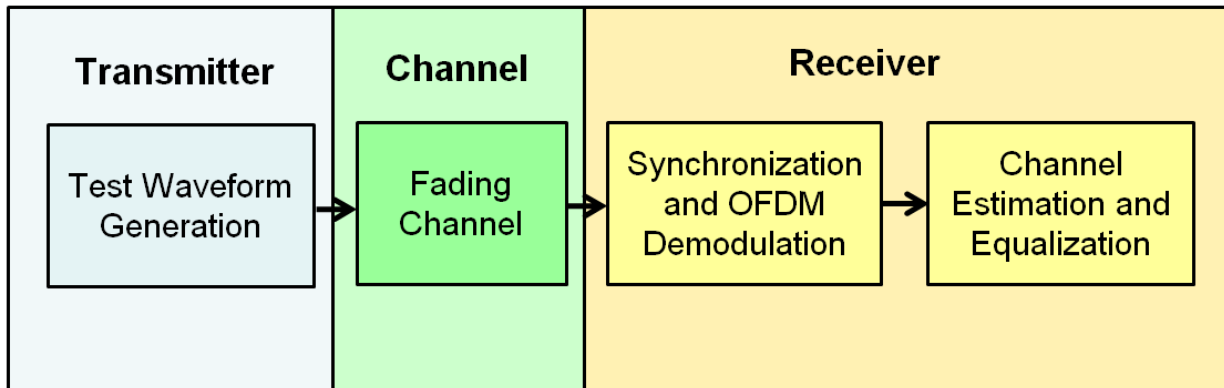 Transmitter
Channel
Receiver
Test Waveform
Generation
Fading
Channel
Synchronization
and OFDM
Demodulation
Channel
Estimation and
Equalization